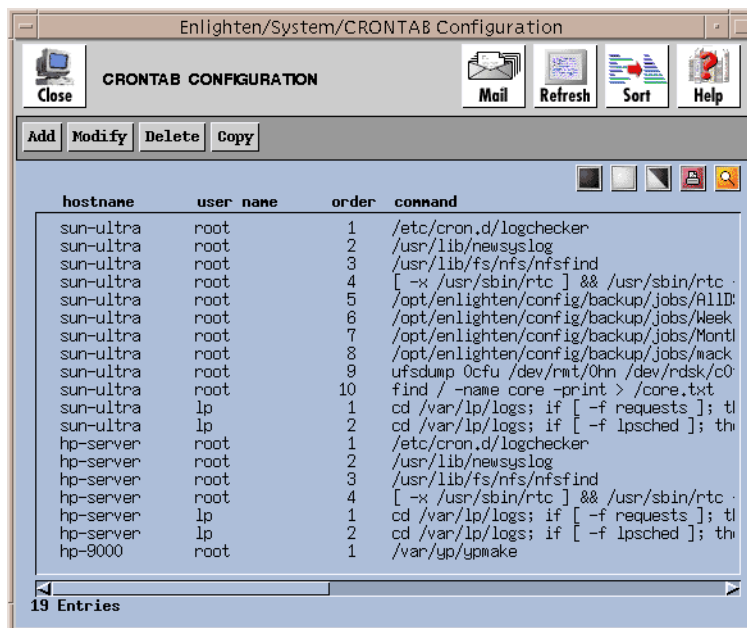 Enlighten/System/CRONTAB Configuration
Close
CRONTAB CONFIGURATION
Mail
Refresh
Sort
Help
Add Modify Delete Copy
hostname user name order command
sun-ultra root 1 /etc/cron.d/logchecker
sun-ultra root 2 /usr/lib/newsyslog
sun-ultra root 3 /usr/lib/fs/nfs/nfsfind
sun-ultra root 4 [ -x /usr/sbin/rtc ] && /usr/sbin/rtc -
sun-ultra root 5 /opt/enlighten/config/backup/jobs/AllD
sun-ultra root 6 /opt/enlighten/config/backup/jobs/Week
sun-ultra root 7 /opt/enlighten/config/backup/jobs/Mont
sun-ultra root 8 /opt/enlighten/config/backup/jobs/mack
sun-ultra root 9 ufsdump 0cfu /dev/rmt/0hn /dev/rdsk/c0
sun-ultra root 10 find / -name core -print > /core.txt
sun-ultra lp 1 cd /var/lp/logs; if [ -f requests ]; t
sun-ultra lp 2 cd /var/lp/logs; if [ -f lpsched ]; th
hp-server root 1 /etc/cron.d/logchecker
hp-server root 2 /usr/lib/newsyslog
hp-server root 3 /usr/lib/fs/nfs/nfsfind
hp-server root 4 [ -x /usr/sbin/rtc ] && /usr/sbin/rtc -
hp-server lp 1 cd /var/lp/logs; if [ -f requests ]; t
hp-server lp 2 cd /var/lp/logs; if [ -f lpsched ]; th
hp-9000 root 1 /var/yp/ypmake
19 Entries